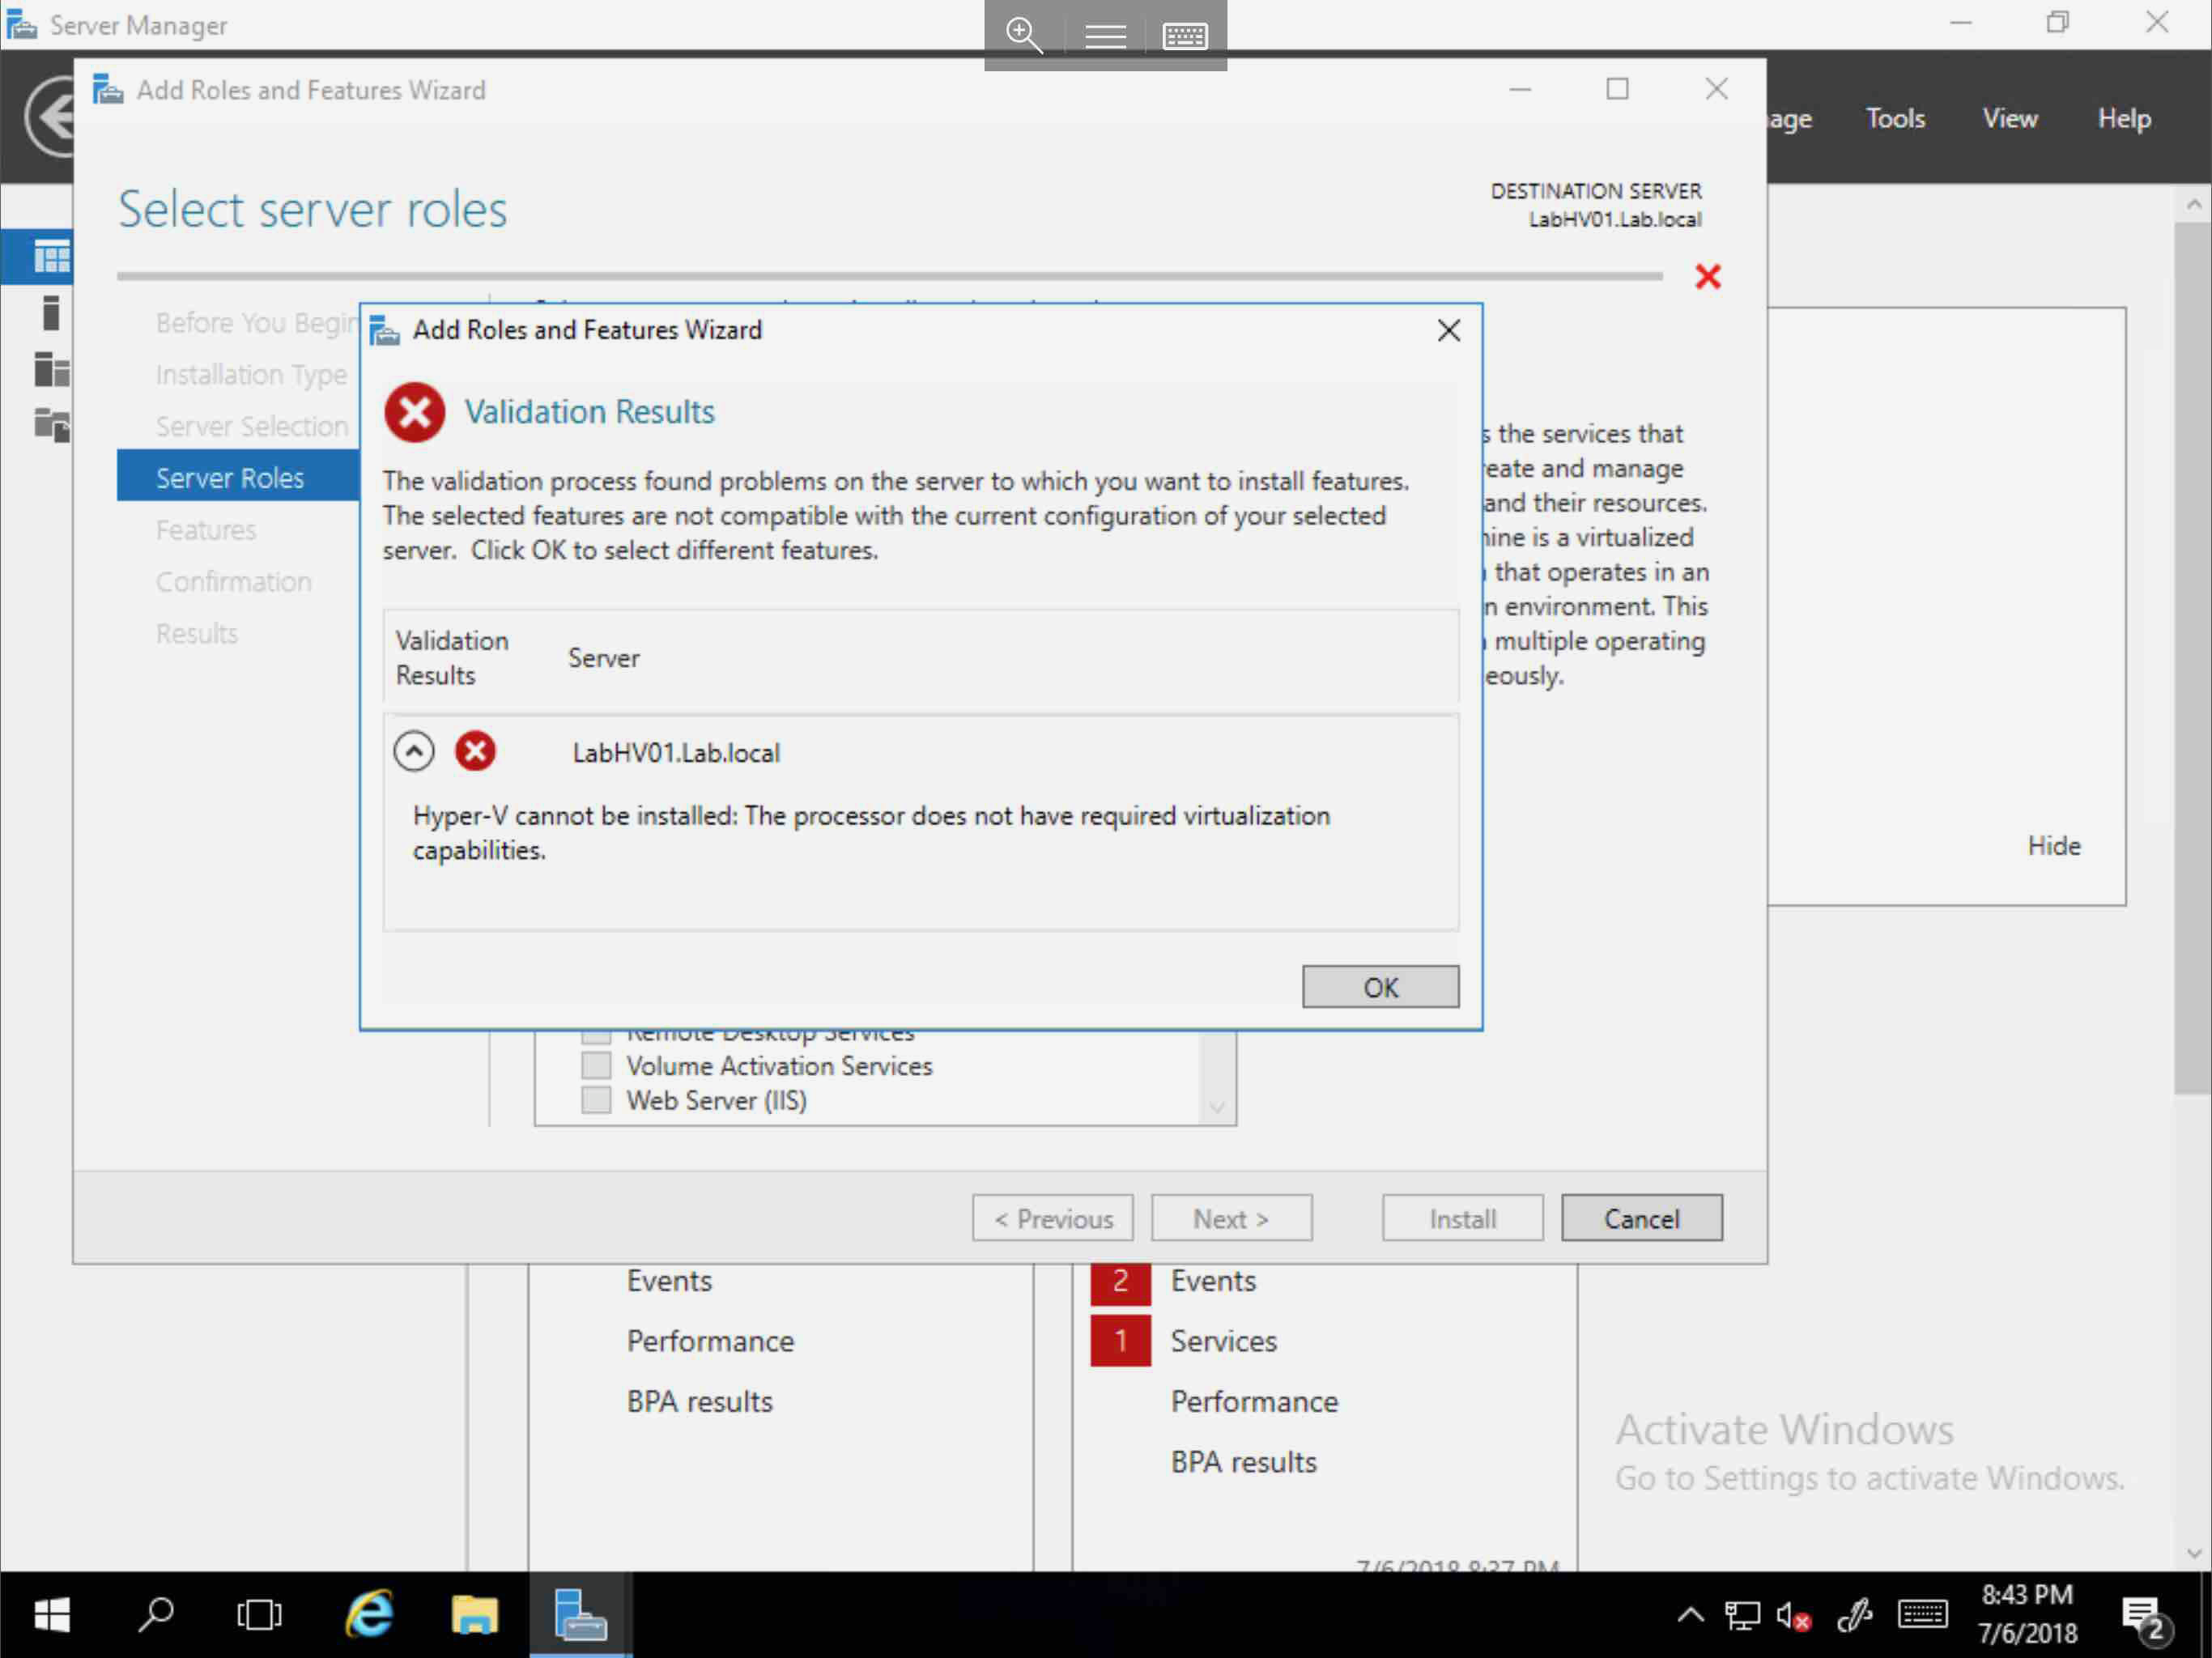 Server Manager
Add Roles and Features Wizard
Tools
View
Help
Select server roles
DESTINATION SERVER
LabHV01.Lab.local
Before You Begin
Installation Type
Server Selection
Server Roles
Features
Confirmation
Results
Add Roles and Features Wizard
Validation Results
The validation process found problems on the server to which you want to install features.
The selected features are not compatible with the current configuration of your selected
server. Click OK to select different features.
Validation
Results
Server
LabHV01.Lab.local
Hyper-V cannot be installed: The processor does not have required virtualization
capabilities.
OK
the services that
and manage
and their resources.
is a virtualized
that operates in an
environment. This
multiple operating
Hide
Remote Desktop Services
Volume Activation Services
Web Server (IIS)
< Previous
Next >
Install
Cancel
Events
Performance
BPA results
2 Events
1 Services
Performance
BPA results
7/6/2018 8:37 PM
Activate Windows
Go to Settings to activate Windows.
8:43 PM
7/6/2018
2